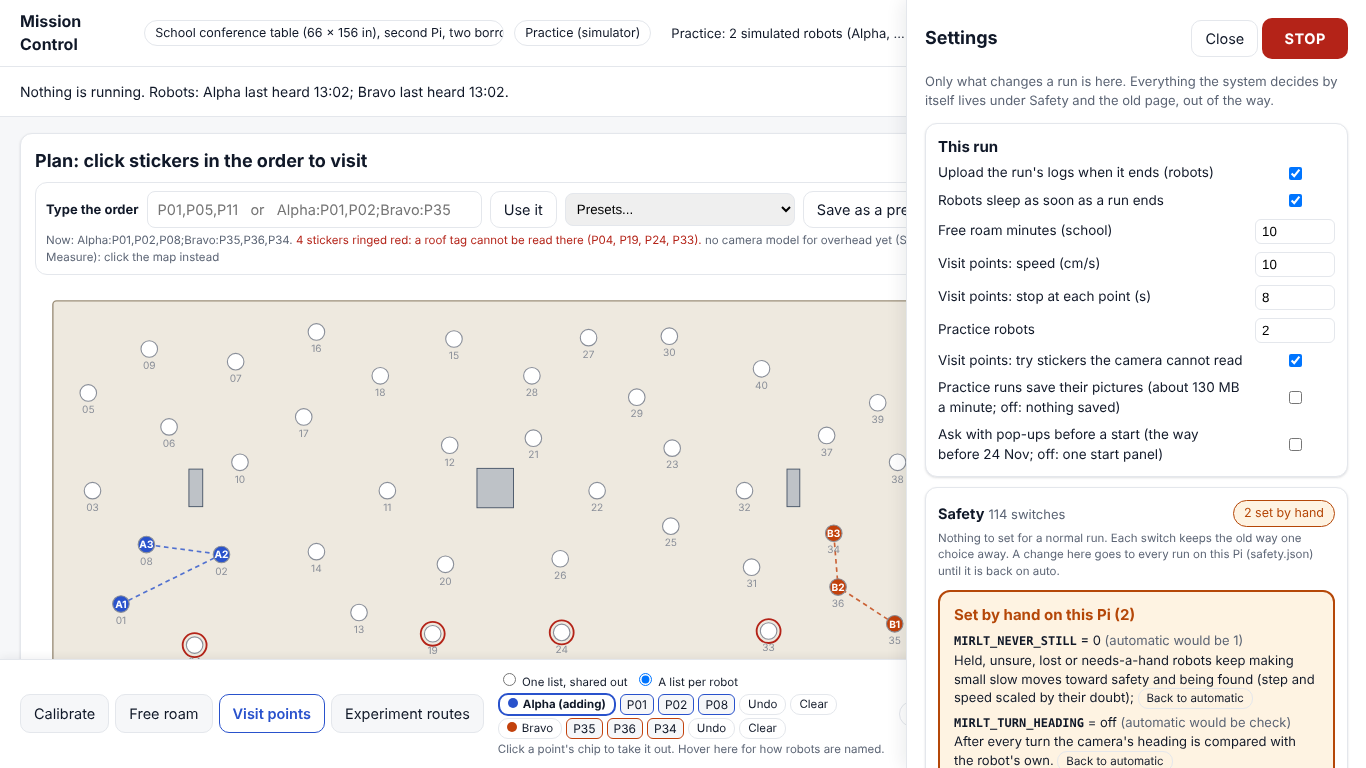 Mission
Control
School conference table (66 × 156 in), second Pi, two
Practice (simulator)
Practice: 2 simulated robots (Alpha, ...
Nothing is running. Robots: Alpha last heard 13:02; Bravo last heard 13:02.
Plan: click stickers in the order to visit
Type the order
P01,P05,P11 or Alpha:P01,P02;Bravo:P35
Use it
Presets...
Save as a
Now: Alpha:P01,P02,P08;Bravo:P35,P36,P34. 4 stickers ringed red: a roof tag cannot be read there (P04, P19, P24, P33). no camera model for overhead yet
Measure): click the map instead
16
15
27
30
09
07
40
18
28
05
29
39
17
06
37
12
21
23
10
38
03
11
22
32
25
B3
34
A3
08
A2
02
14
20
26
31
B2
36
A1
01
13
B1
35
19
24
33
Calibrate
Free roam
Visit points
Experiment routes
One list, shared out
A list per robot
Alpha (adding)
P01
P02
P08
Undo
Clear
Bravo
P35
P36
P34
Undo
Clear
Click a point's chip to take it out. Hover here for how robots are named.
Settings
Close
STOP
Only what changes a run is here. Everything the system decides by
itself lives under Safety and the old page, out of the way.
This run
Upload the run's logs when it ends (robots)
Robots sleep as soon as a run ends
Free roam minutes (school)
10
Visit points: speed (cm/s)
10
Visit points: stop at each point (s)
8
Practice robots
2
Visit points: try stickers the camera cannot read
Practice runs save their pictures (about 130 MB
a minute; off: nothing saved)
Ask with pop-ups before a start (the way
before 24 Nov; off: one start panel)
Safety 114 switches
2 set by hand
Nothing to set for a normal run. Each switch keeps the old way one
choice away. A change here goes to every run on this Pi (safety.json)
until it is back on auto.
Set by hand on this Pi (2)
MIRLT_NEVER_STILL = 0 (automatic would be 1)
Held, unsure, lost or needs-a-hand robots keep making
small slow moves toward safety and being found (step and
speed scaled by their doubt);
Back to automatic
MIRLT_TURN_HEADING = off (automatic would be check)
After every turn the camera's heading is compared with
the robot's own.
Back to automatic